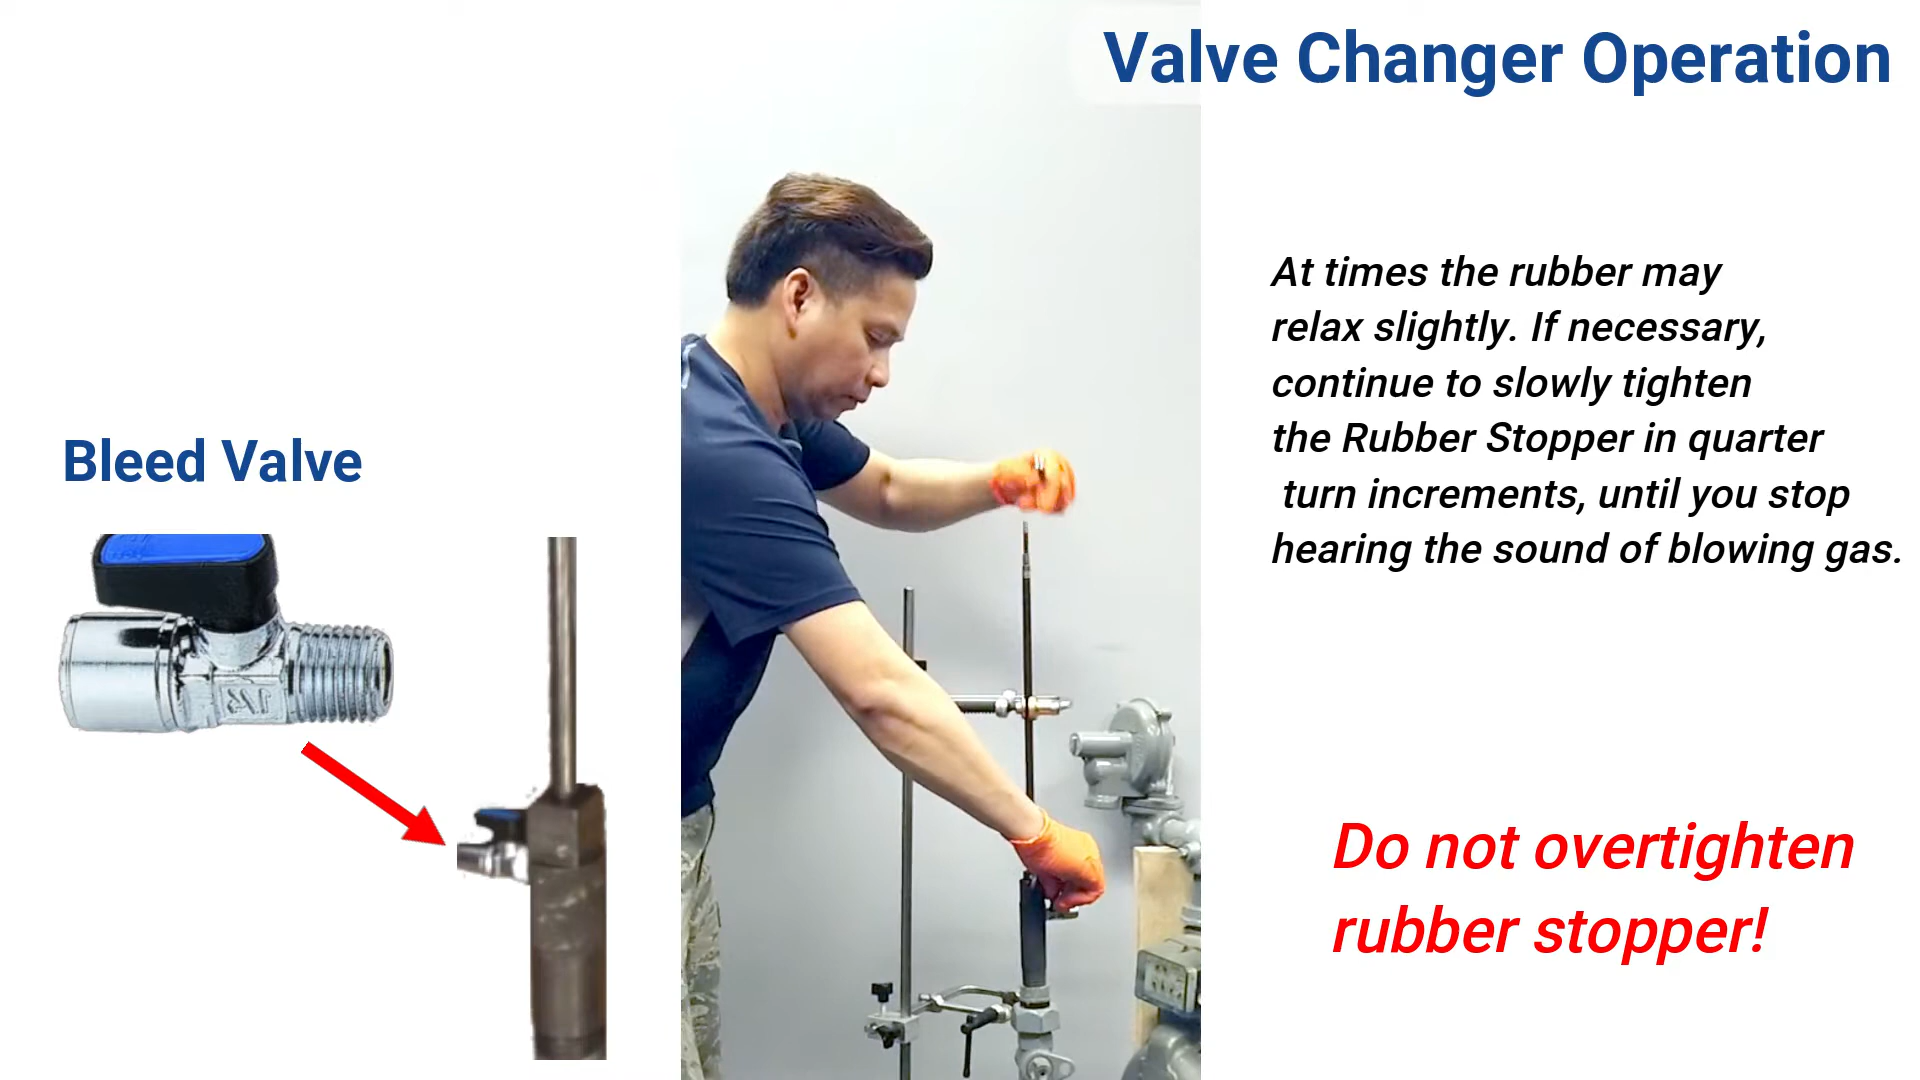 Valve Changer Operation
At times the rubber may
relax slightly. If necessary,
continue to slowly tighten
the Rubber Stopper in quarter
turn increments, until you stop
hearing the sound of blowing gas.
Bleed Valve
Do not overtighten
rubber stopper!